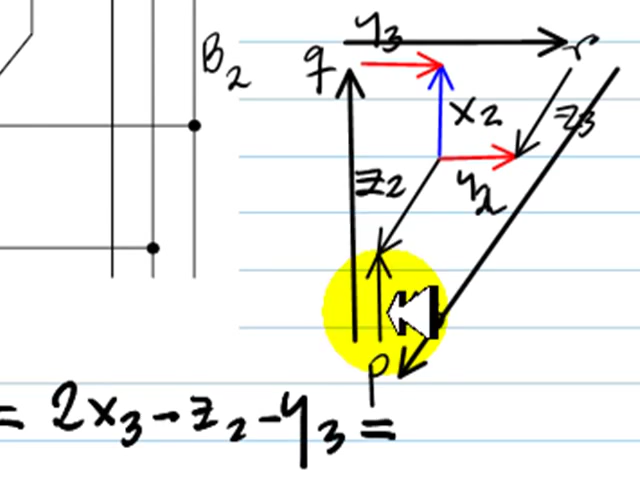 B₂
y₃
q
r
x₂
z₃
z₂
y₂
p
= 2x₃-z₂-y₃ =